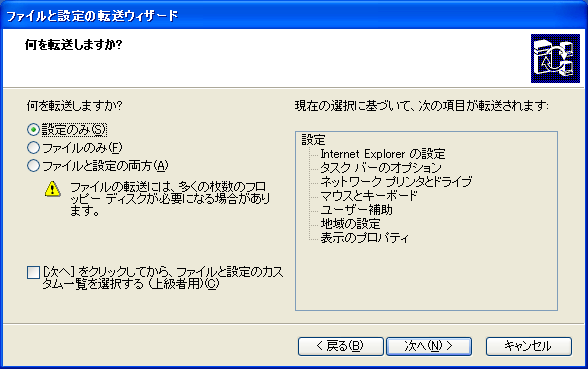 ファイルと設定の転送ウィザード
何を転送しますか?
何を転送しますか?
設定のみ(S)
ファイルのみ(F)
ファイルと設定の両方(A)
ファイルの転送には、多くの枚数のフロ
ッピー ディスクが必要になる場合があり
ます。
[次へ] をクリックしてから、ファイルと設定のカス
タム一覧を選択する (上級者用)(C)
現在の選択に基づいて、次の項目が転送されます:
設定
Internet Explorer の設定
タスク バーのオプション
ネットワーク プリンタとドライブ
マウスとキーボード
ユーザー補助
地域の設定
表示のプロパティ
< 戻る(B)
次へ(N) >
キャンセル